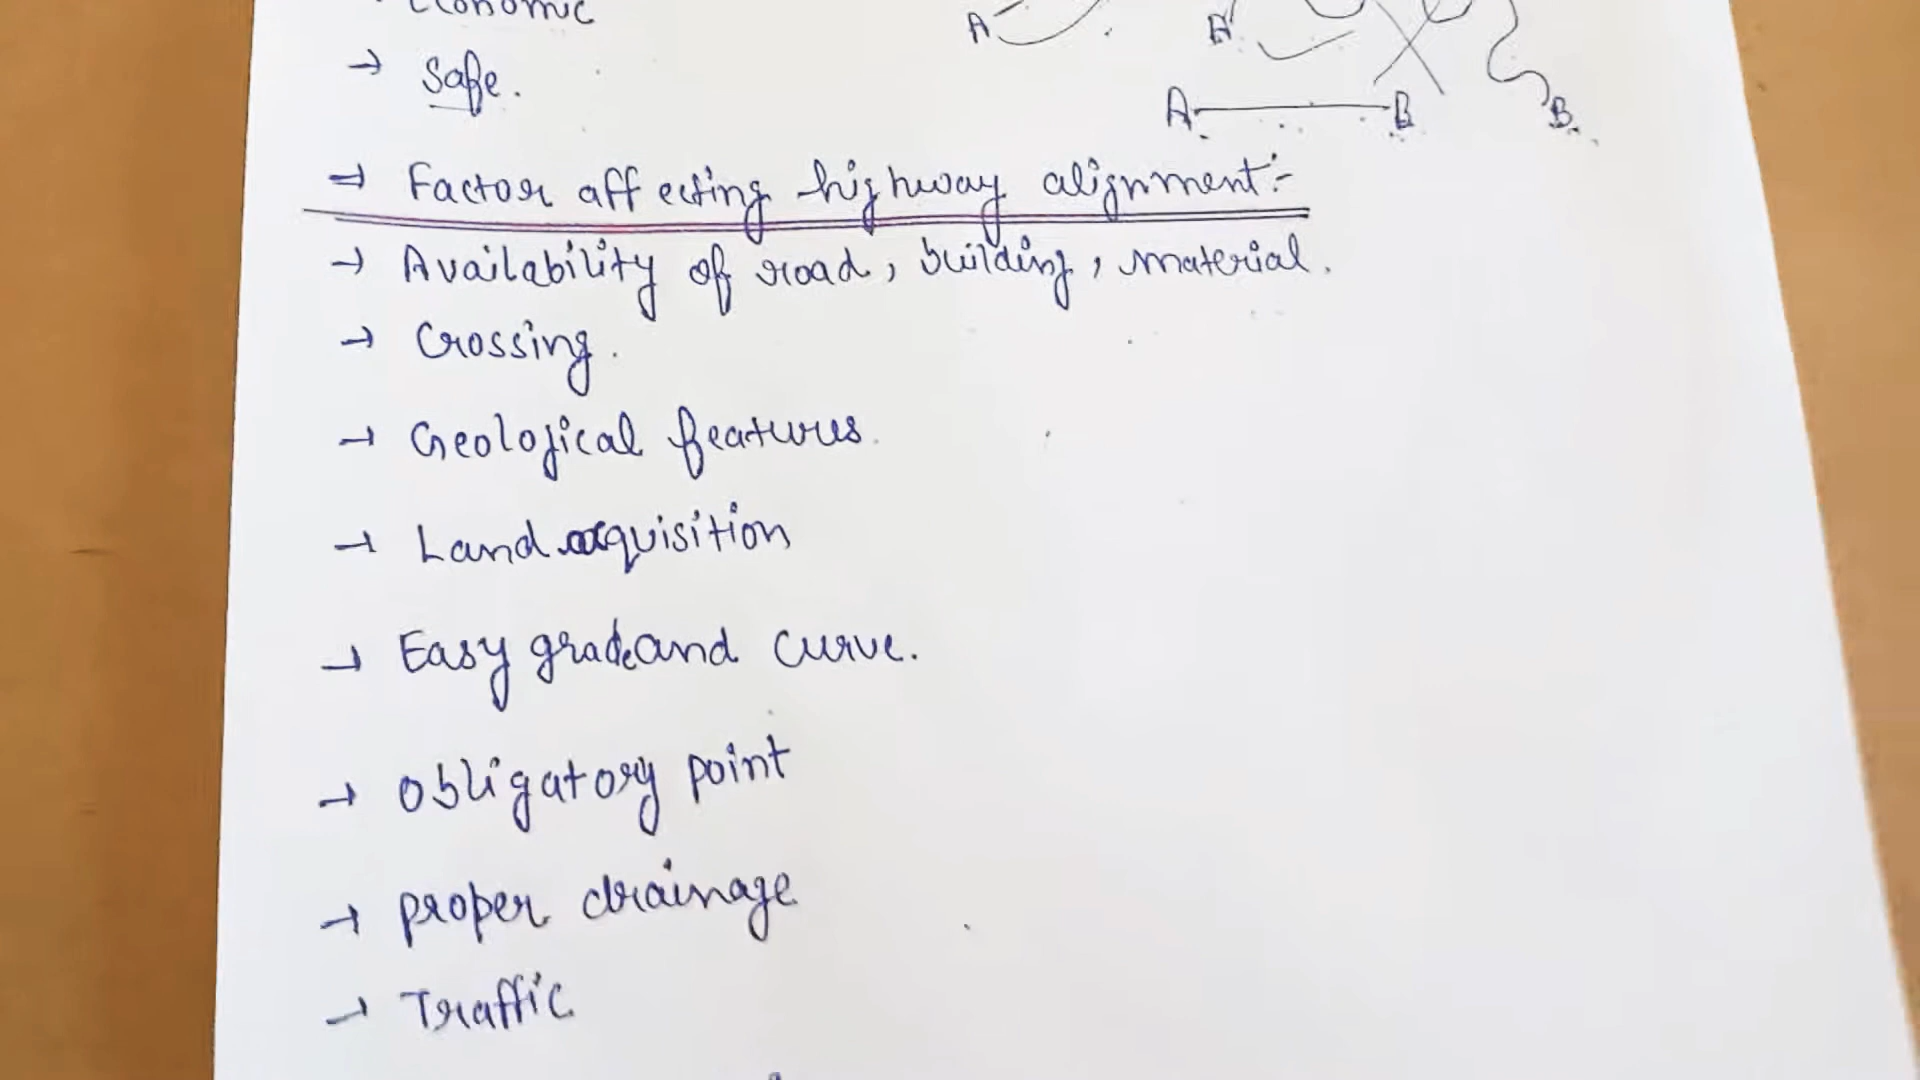 Economic
A
A
→ Safe.
A B
B.
→ Factor affecting highway alignment:-
→ Availability of road, building, material.
→ Crossing.
→ Geological features.
→ Land acquisition
→ Easy grade and curve.
→ Obligatory point
→ proper drainage
→ Traffic